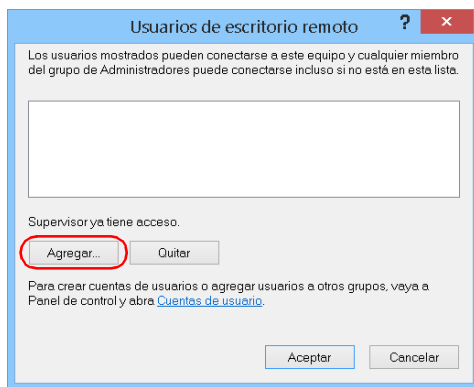 Usuarios de escritorio remoto
?
Los usuarios mostrados pueden conectarse a este equipo y cualquier miembro
del grupo de Administradores puede conectarse incluso si no está en esta lista.
Supervisor ya tiene acceso.
Agregar... Quitar
Para crear cuentas de usuarios o agregar usuarios a otros grupos, vaya a
Panel de control y abra Cuentas de usuario.
Aceptar Cancelar